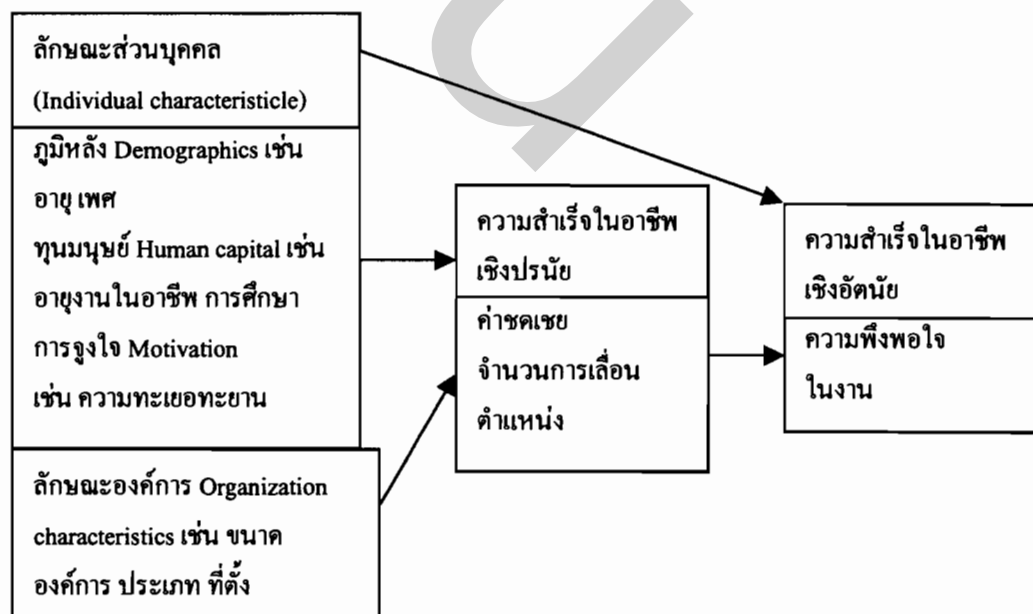 ลักษณะส่วนบุคคล
(Individual characteristicle)
ภูมิหลัง Demographics เช่น
อายุ เพศ
ทุนมนุษย์ Human capital เช่น
อายุงานในอาชีพ การศึกษา
การจูงใจ Motivation
เช่น ความทะเยอทะยาน
ลักษณะองค์การ Organization
characteristics เช่น ขนาด
องค์การ ประเภท ที่ตั้ง
ความสำเร็จในอาชีพ
เชิงปรนัย
ค่าชดเชย
จำนวนการเลื่อน
ตำแหน่ง
ความสำเร็จในอาชีพ
เชิงอัตนัย
ความพึงพอใจ
ในงาน